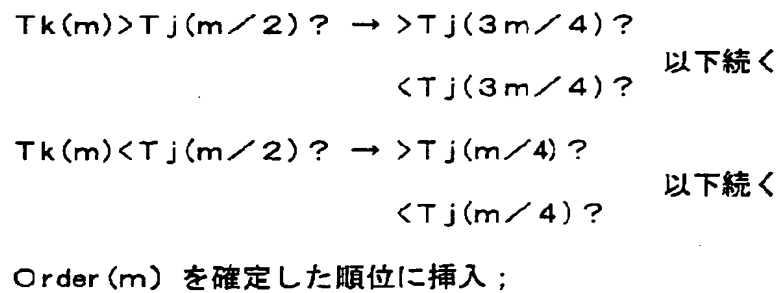 Tk(m)>Tj(m/2)? → >Tj(3m/4)?
以下続く
<Tj(3m/4)?
Tk(m)<Tj(m/2)? → >Tj(m/4)?
以下続く
<Tj(m/4)?
Order(m) を確定した順位に挿入;